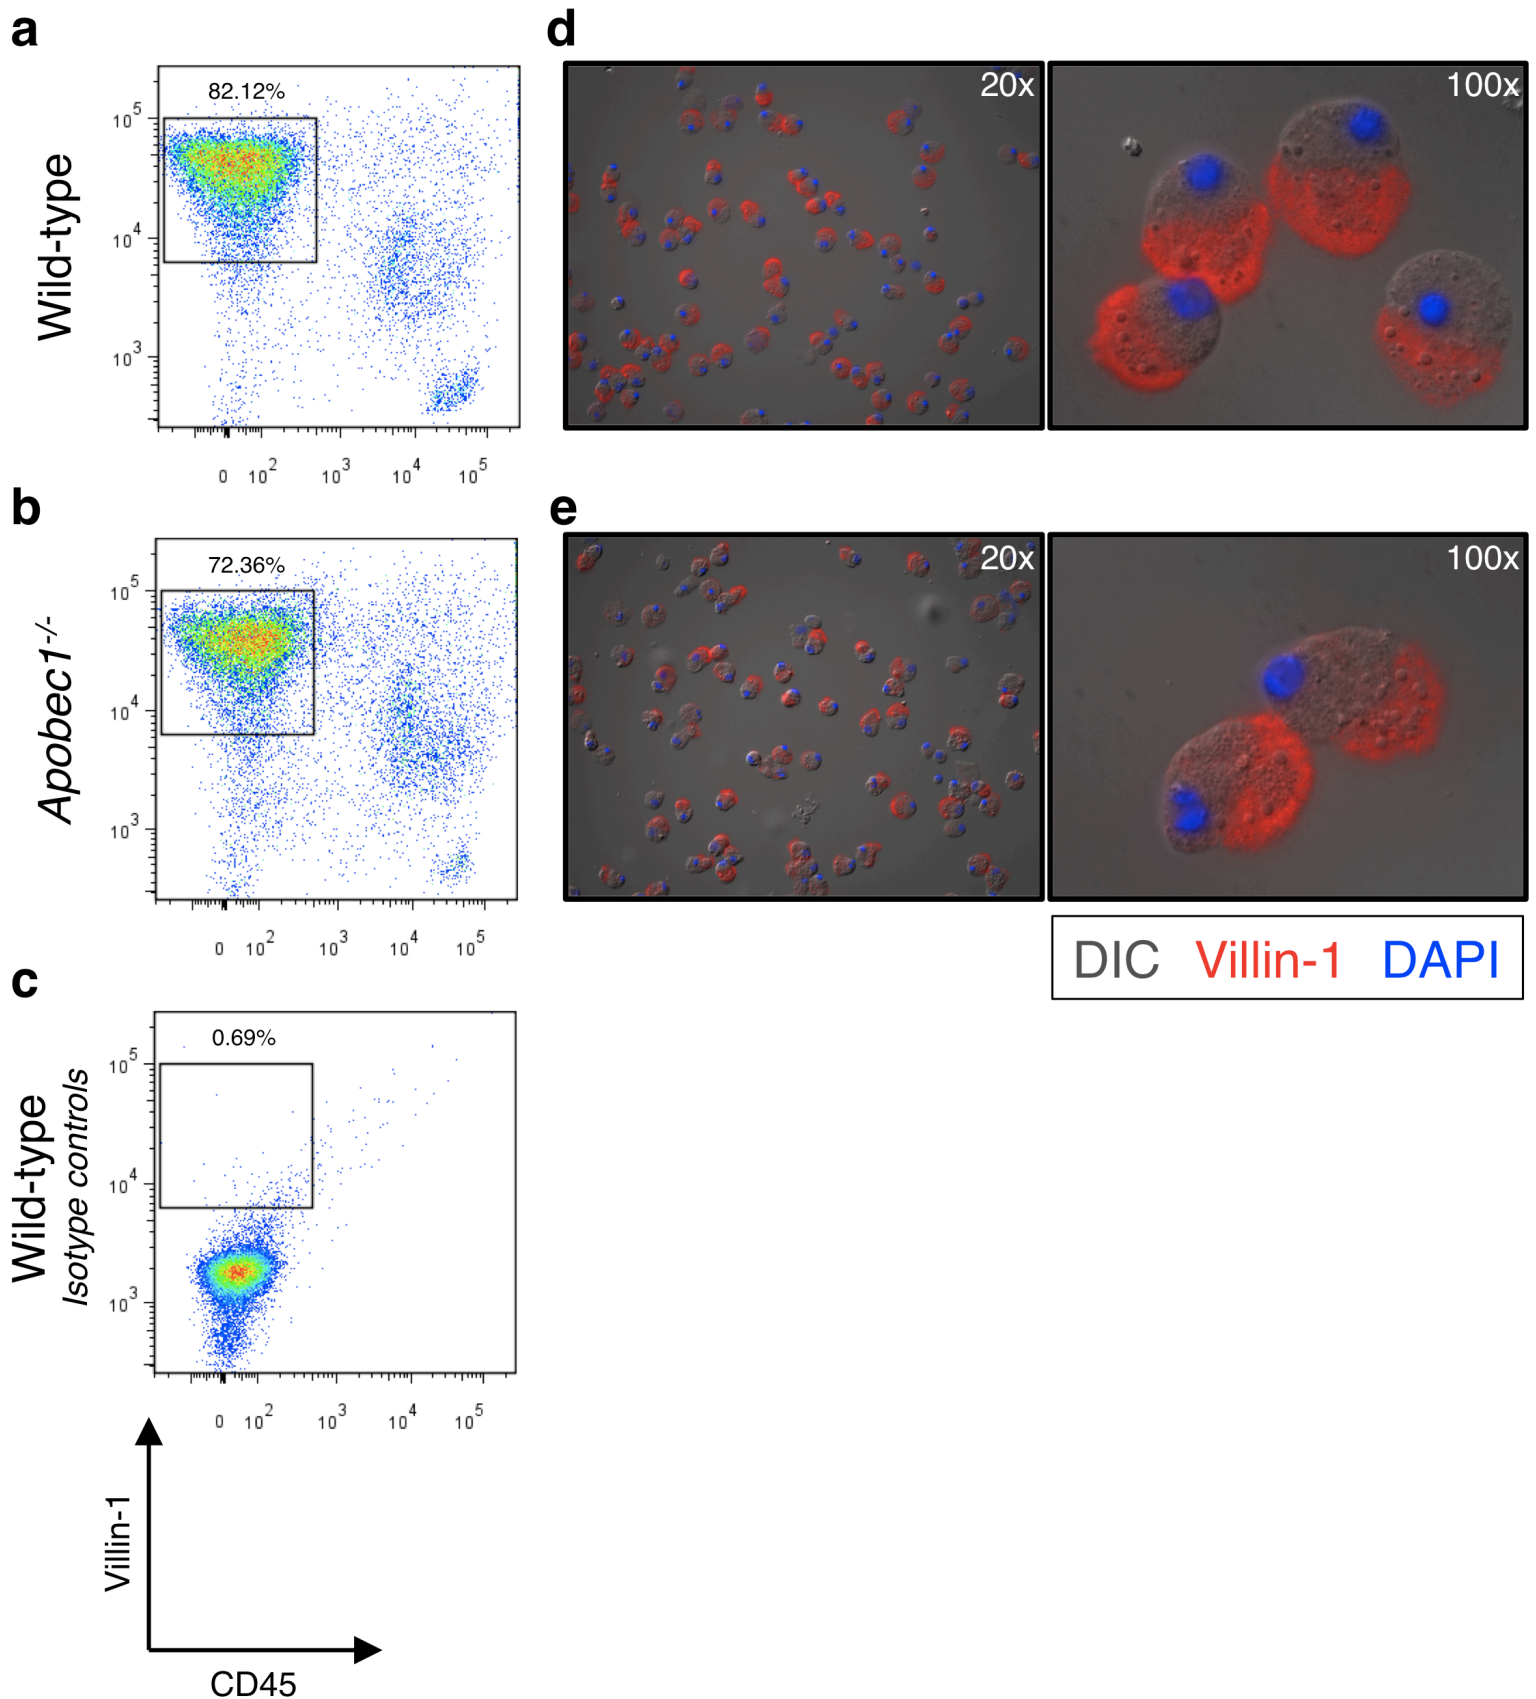 a
Wild-type
82.12%
10^5
10^4
10^3
0 10^2 10^3 10^4 10^5
d
20x
100x
b
Apobec1-/-
72.36%
10^5
10^4
10^3
0 10^2 10^3 10^4 10^5
e
20x
100x
DIC Villin-1 DAPI
c
Wild-type
Isotype controls
0.69%
10^5
10^4
10^3
0 10^2 10^3 10^4 10^5
Villin-1
CD45